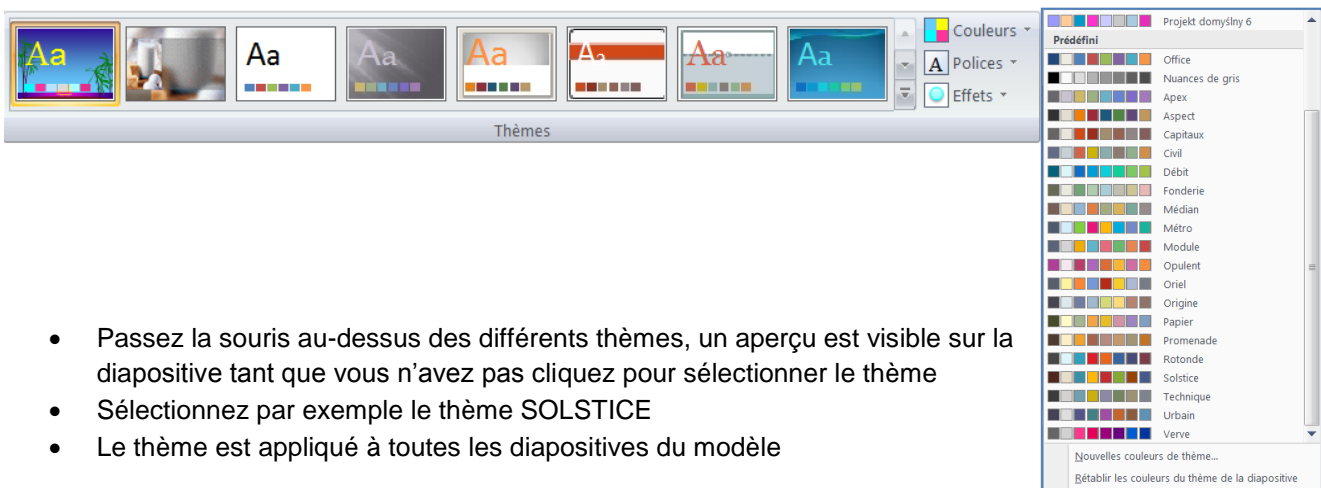 Aa Aa Aa Aa Aa Aa Aa
Couleurs
A Polices
Effets
Thèmes
• Passez la souris au-dessus des différents thèmes, un aperçu est visible sur la
diapositive tant que vous n’avez pas cliquez pour sélectionner le thème
• Sélectionnez par exemple le thème SOLSTICE
• Le thème est appliqué à toutes les diapositives du modèle
Projekt domyślny 6
Prédéfini
Office
Nuances de gris
Apex
Aspect
Capitaux
Civil
Débit
Fonderie
Médian
Métro
Module
Opulent
Oriel
Origine
Papier
Promenade
Rotonde
Solstice
Technique
Urbain
Verve
Nouvelles couleurs de thème...
Rétablir les couleurs du thème de la diapositive